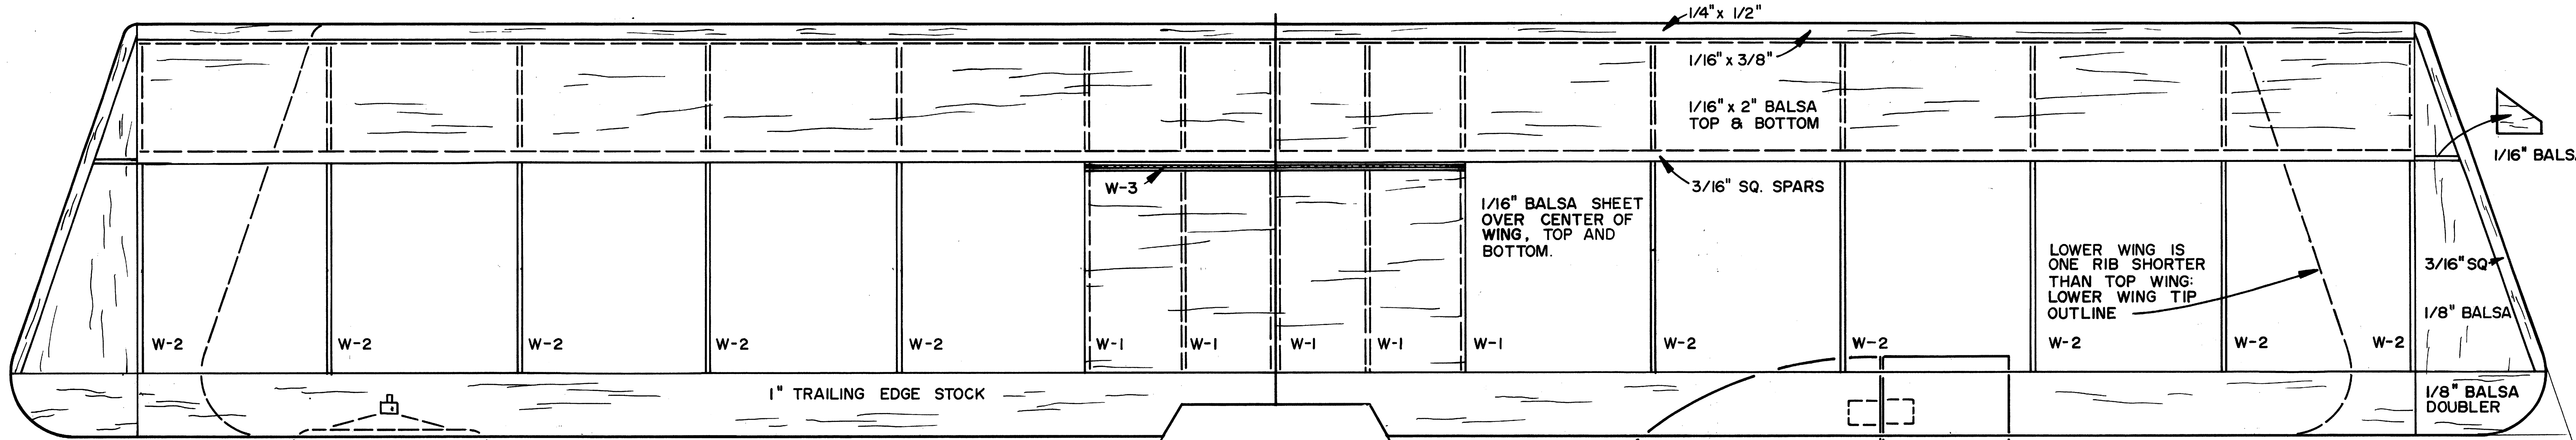 1/4" x 1/2"
1/16" x 3/8"
1/16" x 2" BALSA
TOP & BOTTOM
1/16" BALS
W-3
3/16" SQ. SPARS
1/16" BALSA SHEET
OVER CENTER OF
WING, TOP AND
BOTTOM.
LOWER WING IS
ONE RIB SHORTER
THAN TOP WING:
LOWER WING TIP
OUTLINE
3/16" SQ
1/8" BALSA
W-2 W-2 W-2 W-2 W-2 W-1 W-1 W-1 W-1 W-1 W-2 W-2 W-2 W-2 W-2
1" TRAILING EDGE STOCK
1/8" BALSA
DOUBLER